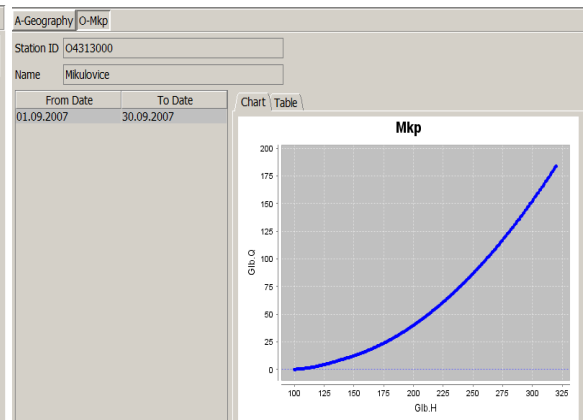 A-Geography O-Mkp
Station ID O4313000
Name Mikulovice
From Date To Date
01.09.2007 30.09.2007
Chart Table
Mkp
200
175
150
125
100
75
50
25
0
Glb.Q
100 125 150 175 200 225 250 275 300 325
Glb.H